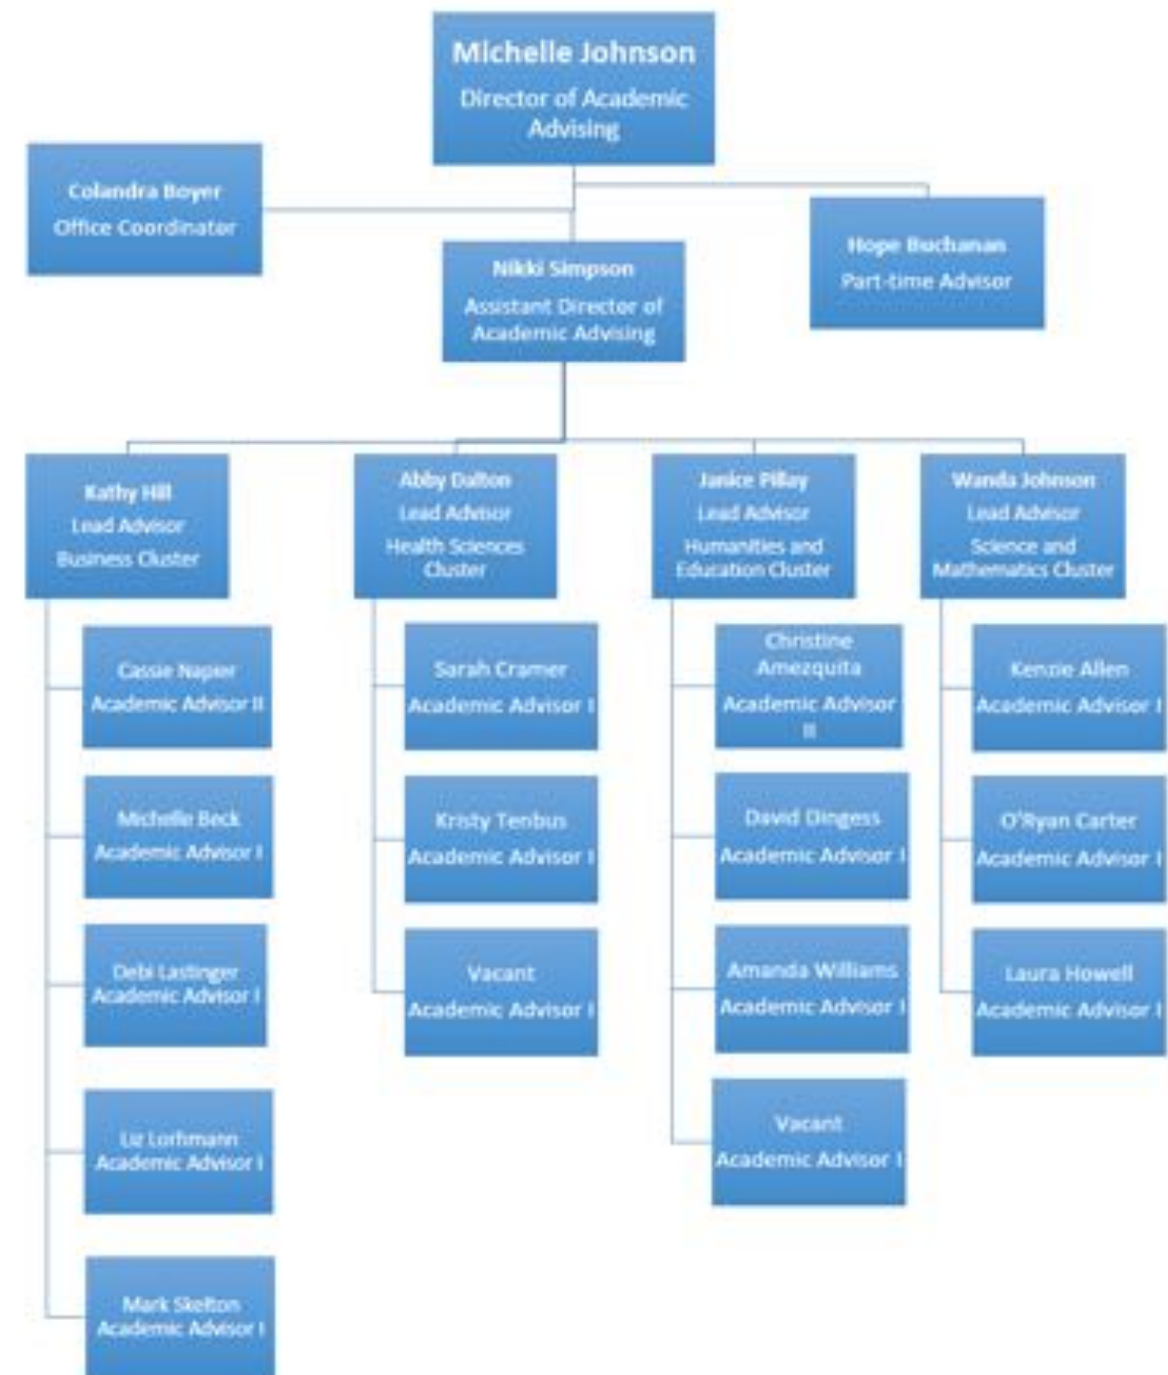 Michelle Johnson
Director of Academic
Advising
Colandra Boyer
Office Coordinator
Hope Buchanan
Part-time Advisor
Nikki Simpson
Assistant Director of
Academic Advising
Kathy Hill
Lead Advisor
Business Cluster
Abby Dalton
Lead Advisor
Health Sciences
Cluster
Janice Pillay
Lead Advisor
Humanities and
Education Cluster
Wanda Johnson
Lead Advisor
Science and
Mathematics Cluster
Cassie Napier
Academic Advisor II
Michelle Beck
Academic Advisor I
Debi Lastinger
Academic Advisor I
Liz Lorhmann
Academic Advisor I
Mark Skelton
Academic Advisor I
Sarah Cramer
Academic Advisor I
Kristy Tenbus
Academic Advisor I
Vacant
Academic Advisor I
Christine
Amezquita
Academic Advisor
II
David Dingess
Academic Advisor I
Amanda Williams
Academic Advisor I
Vacant
Academic Advisor I
Kenzie Allen
Academic Advisor I
O'Ryan Carter
Academic Advisor I
Laura Howell
Academic Advisor I